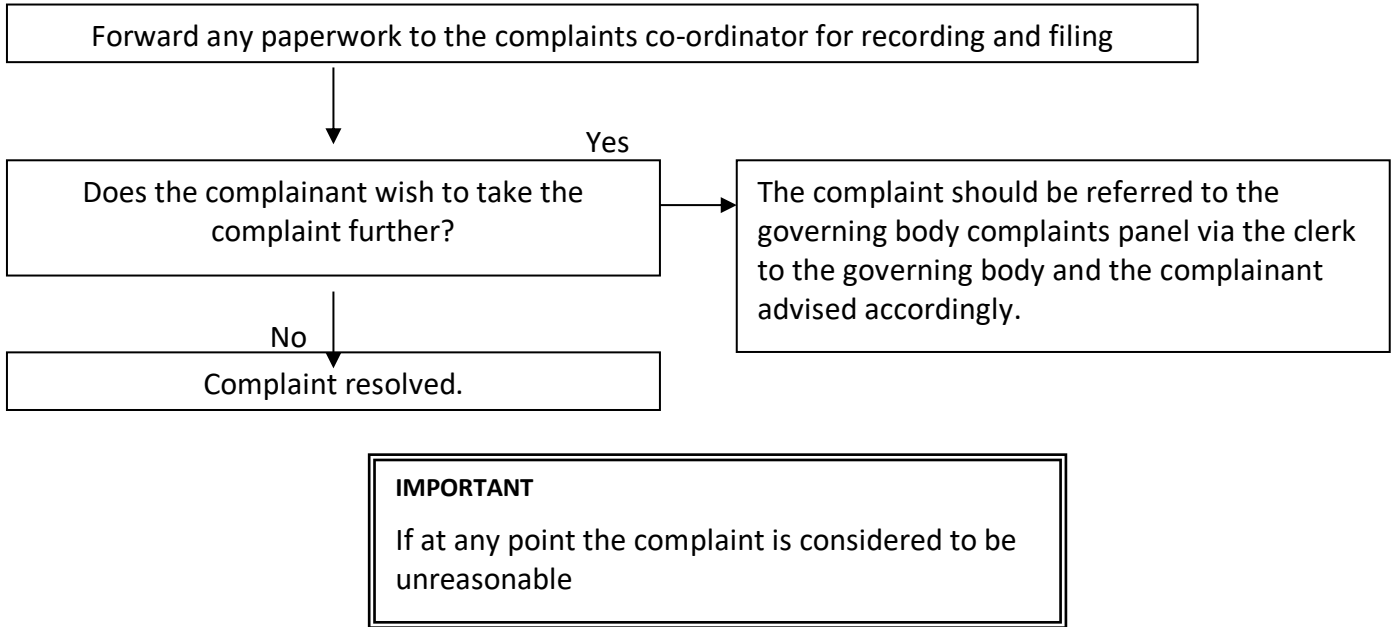 Forward any paperwork to the complaints co-ordinator for recording and filing
Yes
Does the complainant wish to take the
complaint further?
The complaint should be referred to the
governing body complaints panel via the clerk
to the governing body and the complainant
advised accordingly.
No
Complaint resolved.
IMPORTANT
If at any point the complaint is considered to be
unreasonable